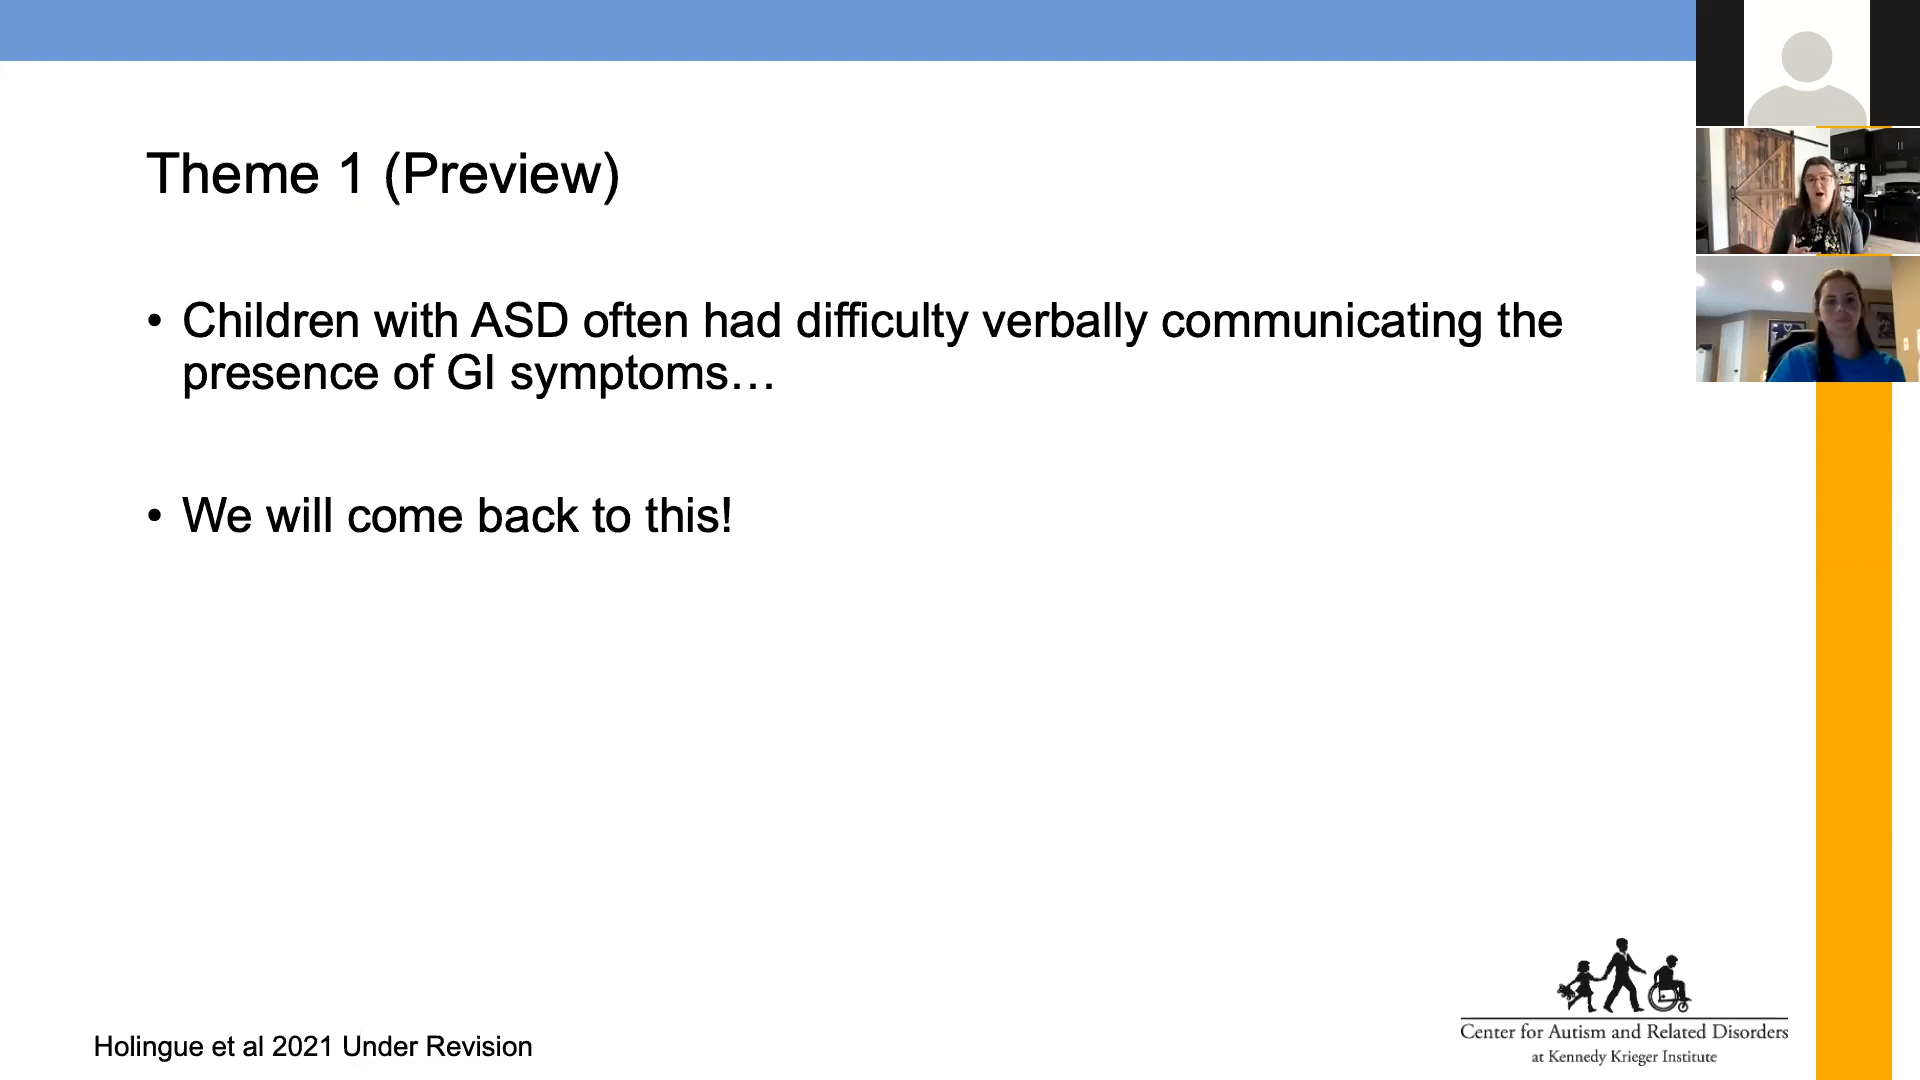 Theme 1 (Preview)
• Children with ASD often had difficulty verbally communicating the
presence of GI symptoms…
• We will come back to this!
Center for Autism and Related Disorders
at Kennedy Krieger Institute
Holingue et al 2021 Under Revision